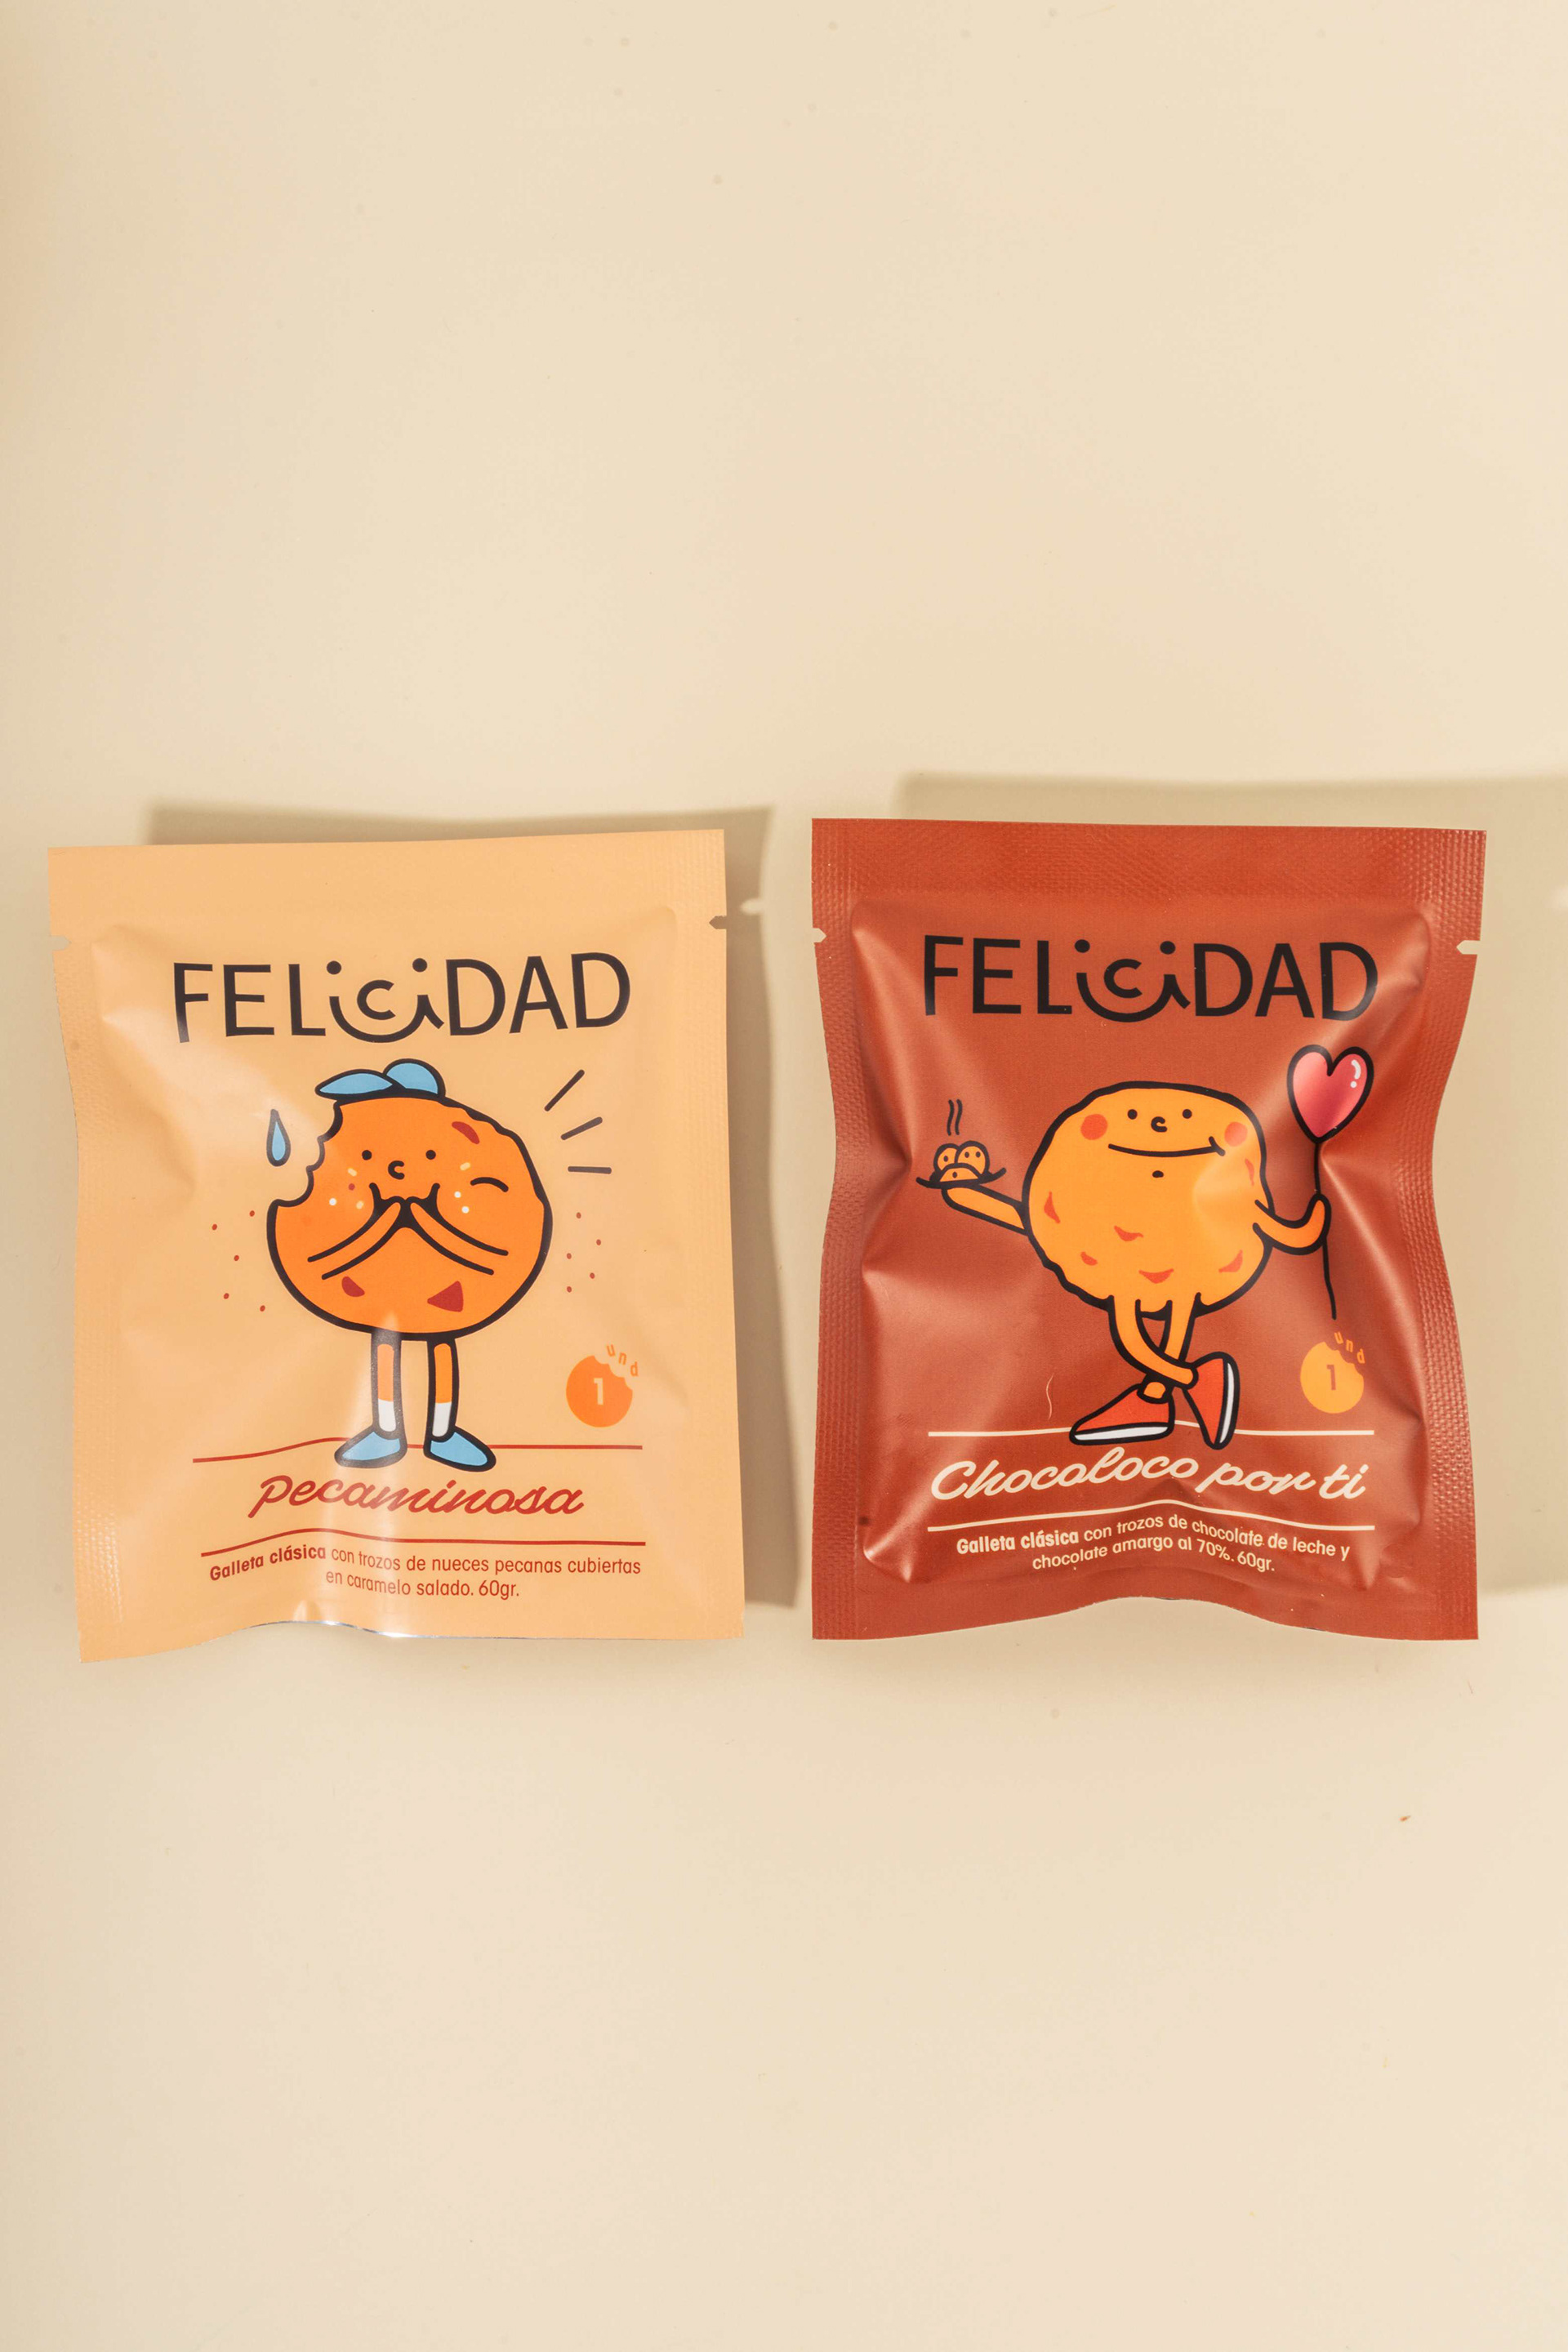 FELiciDAD
1 und
Pecaminosa
Galleta clásica con trozos de nueces pecanas cubiertas
en caramelo salado. 60gr.
FELiciDAD
1 und
Chocoloco por ti
Galleta clásica con trozos de chocolate de leche y
chocolate amargo al 70%. 60gr.